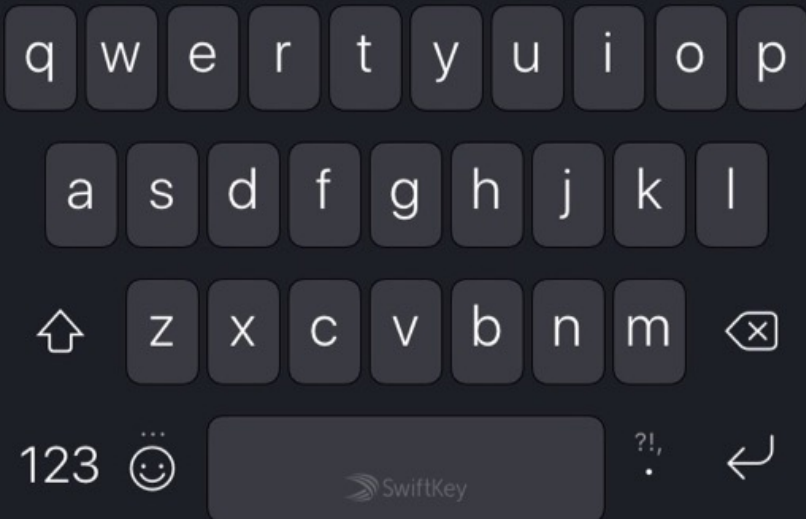 q w e r t y u i o p
a s d f g h j k l
z x c v b n m
123 ... ?!, .
SwiftKey